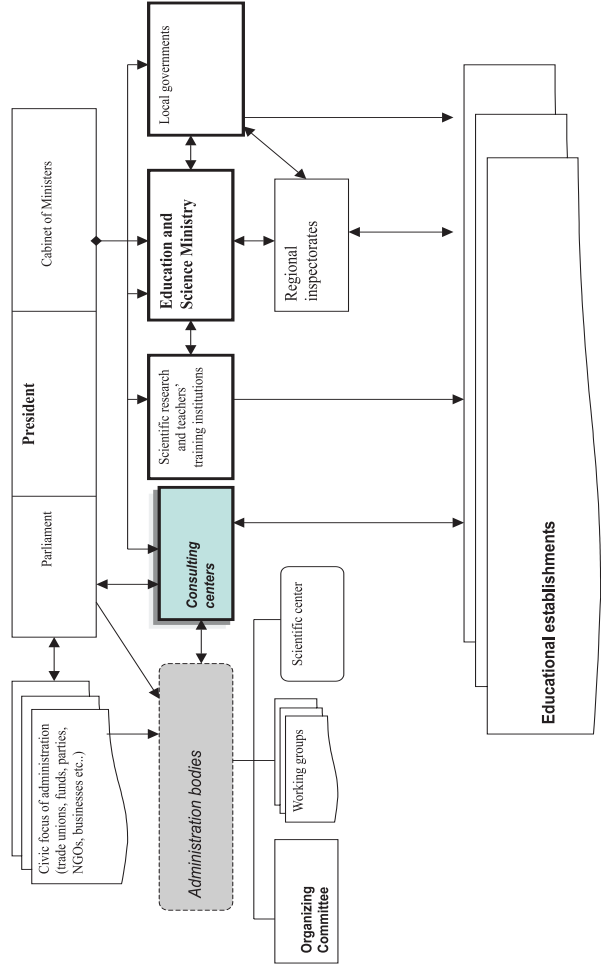 Civic focus of administration
(trade unions, funds, parties,
NGOs, businesses etc..)
Parliament
President
Cabinet of Ministers
Administration bodies
Consulting
centers
Scientific research
and teachers’
training institutions
Education and
Science Ministry
Local governments
Organizing
Committee
Working groups
Scientific center
Regional
inspectorates
Educational establishments